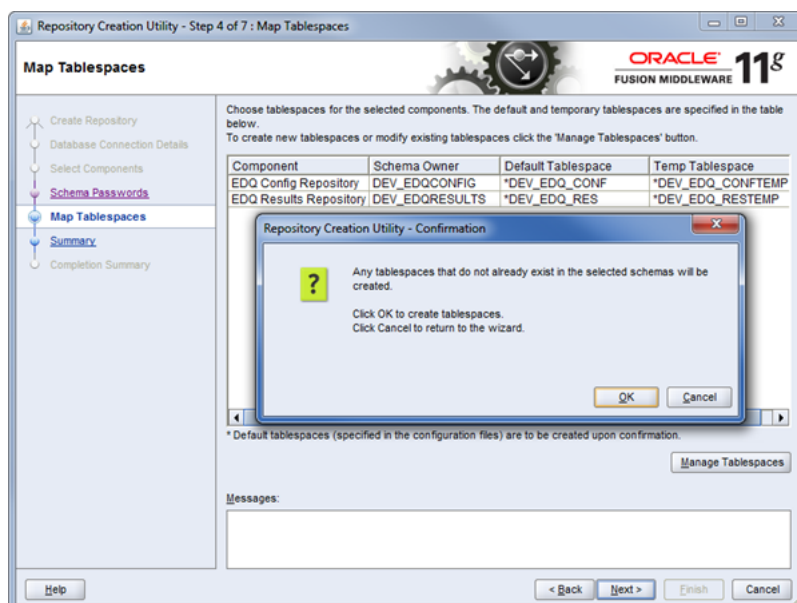 Repository Creation Utility - Step 4 of 7 : Map Tablespaces
Map Tablespaces
ORACLE
FUSION MIDDLEWARE
11g
Create Repository
Database Connection Details
Select Components
Schema Passwords
Map Tablespaces
Summary
Completion Summary
Choose tablespaces for the selected components. The default and temporary tablespaces are specified in the table
below.
To create new tablespaces or modify existing tablespaces click the 'Manage Tablespaces' button.
Component Schema Owner Default Tablespace Temp Tablespace
EDQ Config Repository DEV_EDQCONFIG *DEV_EDQ_CONF *DEV_EDQ_CONFTEMP
EDQ Results Repository DEV_EDQRESULTS *DEV_EDQ_RES *DEV_EDQ_RESTEMP
Repository Creation Utility - Confirmation
?
Any tablespaces that do not already exist in the selected schemas will be
created.
Click OK to create tablespaces.
Click Cancel to return to the wizard.
OK Cancel
* Default tablespaces (specified in the configuration files) are to be created upon confirmation.
Manage Tablespaces
Messages:
Help < Back Next > Finish Cancel